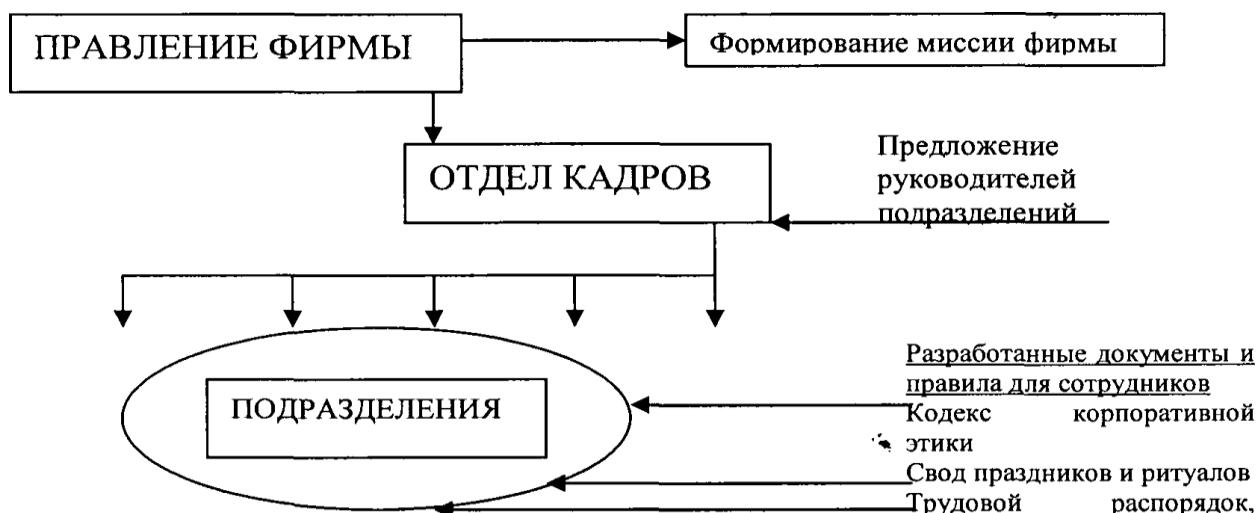 ПРАВЛЕНИЕ ФИРМЫ
Формирование миссии фирмы
ОТДЕЛ КАДРОВ
Предложение
руководителей
подразделений
ПОДРАЗДЕЛЕНИЯ
Разработанные документы и
правила для сотрудников
Кодекс корпоративной
этики
Свод праздников и ритуалов
Трудовой распорядок,